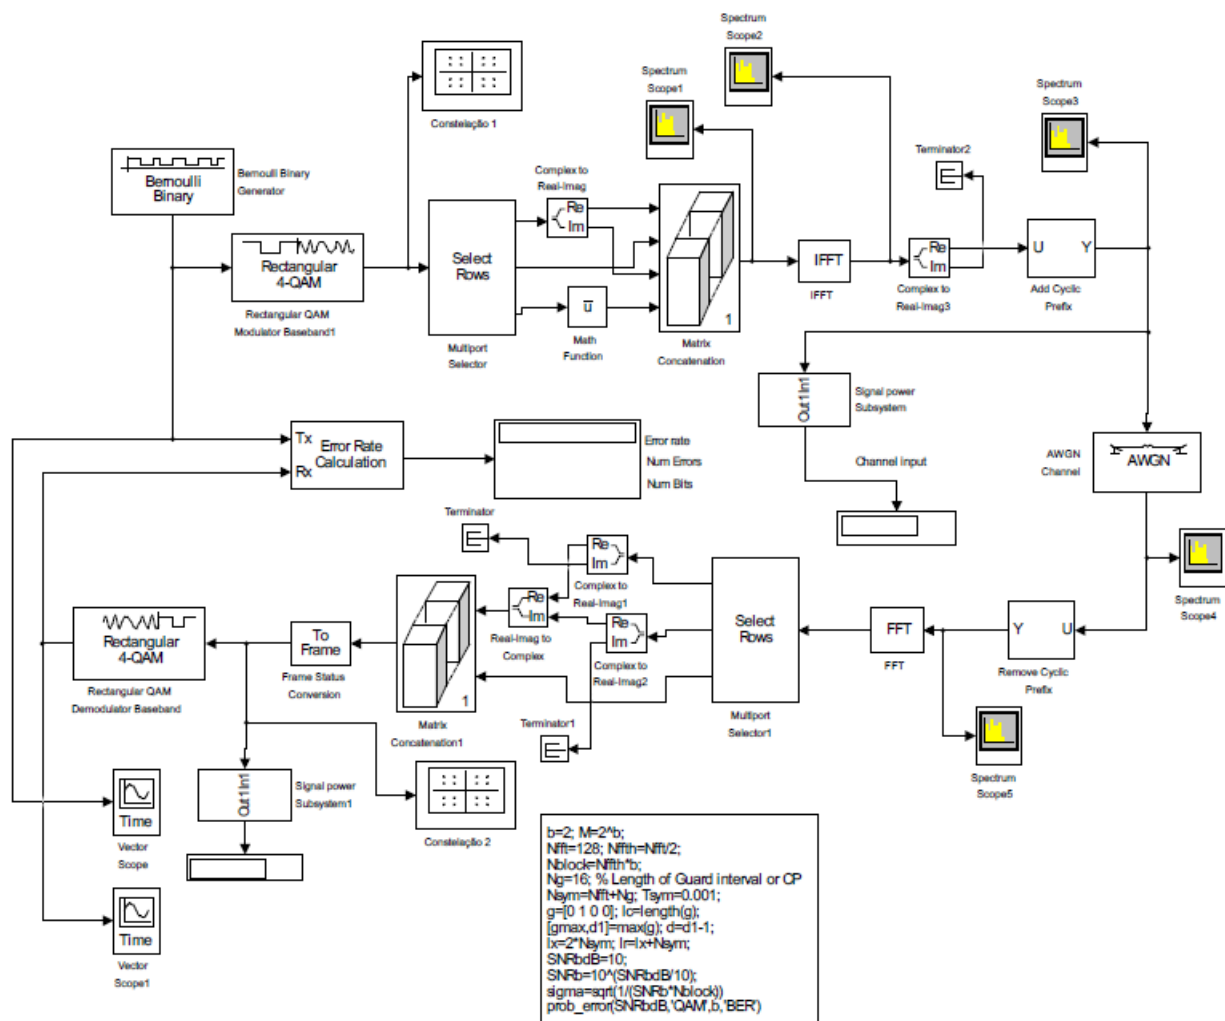 Spectrum
Scope2
Spectrum
Scope1
Constelação 1
Spectrum
Scope3
Terminator2
Bernoulli
Binary
Bernoulli Binary
Generator
Complex to
Real-Imag
Re
Im
Rectangular
4-QAM
Rectangular QAM
Modulator Baseband1
Select
Rows
Multiport
Selector
u
Math
Function
1
Matrix
Concatenation
IFFT
IFFT
Re
Im
Complex to
Real-Imag3
U Y
Add Cyclic
Prefix
Out1In1
Signal power
Subsystem
Channel input
AWGN
Channel
AWGN
Tx
Rx
Error Rate
Calculation
Error rate
Num Errors
Num Bits
Terminator
Re
Im
Complex to
Real-Imag1
Re
Im
Real-Imag to
Complex
Re
Im
Complex to
Real-Imag2
Select
Rows
Multiport
Selector1
FFT
FFT
Y U
Remove Cyclic
Prefix
Spectrum
Scope4
Spectrum
Scope5
Rectangular
4-QAM
Rectangular QAM
Demodulator Baseband
To
Frame
Frame Status
Conversion
1
Matrix
Concatenation1
Terminator1
Out1In1
Signal power
Subsystem1
Constelação 2
Time
Vector
Scope
Time
Vector
Scope1
b=2; M=2^b;
Nfft=128; Nffth=Nfft/2;
Nblock=Nffth*b;
Ng=16; % Length of Guard interval or CP
Nsym=Nfft+Ng; Tsym=0.001;
g=[0 1 0 0]; lc=length(g);
[gmax,d1]=max(g); d=d1-1;
lx=2*Nsym; lr=lx+Nsym;
SNRbdB=10;
SNRb=10^(SNRbdB/10);
sigma=sqrt(1/(SNRb*Nblock))
prob_error(SNRbdB,'QAM',b,'BER')